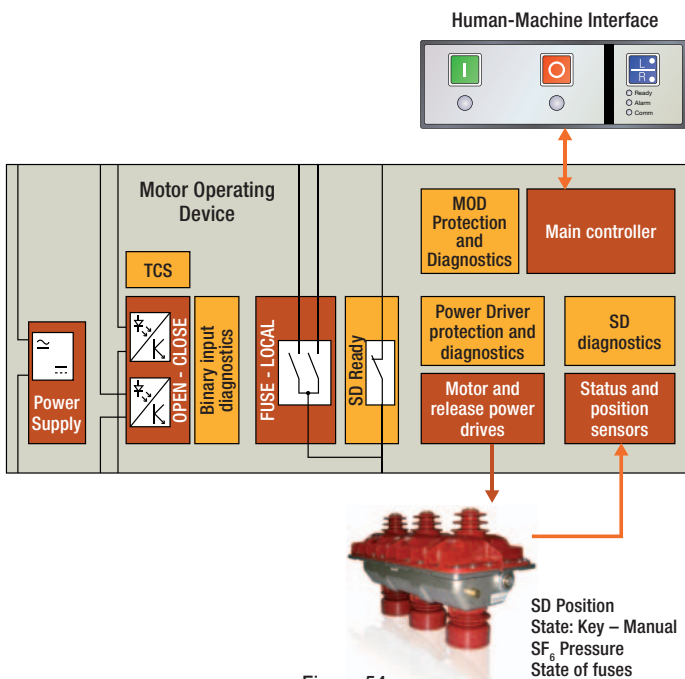 Human-Machine Interface
I
O
L
R
Ready
Alarm
Comm
Motor Operating
Device
MOD
Protection
and
Diagnostics
Main controller
TCS
Power
Supply
OPEN - CLOSE
Binary input
diagnostics
FUSE - LOCAL
SD Ready
Power Driver
protection and
diagnostics
SD
diagnostics
Motor and
release power
drives
Status and
position
sensors
SD Position
State: Key – Manual
SF₆ Pressure
State of fuses